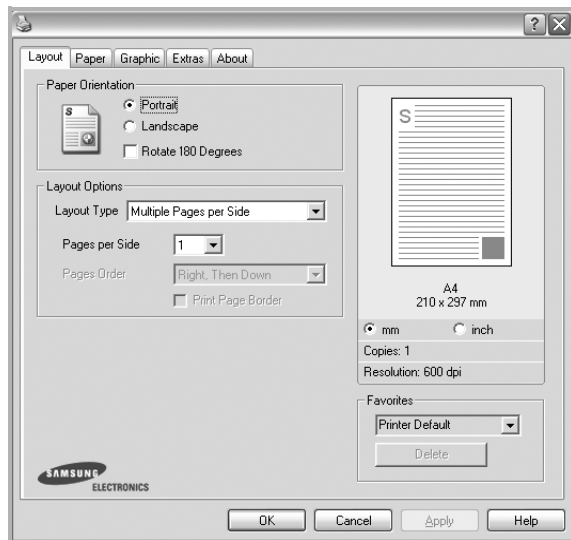 ?
Layout
Paper
Graphic
Extras
About
Paper Orientation
S
Portrait
Landscape
Rotate 180 Degrees
Layout Options
Layout Type
Multiple Pages per Side
Pages per Side
1
Pages Order
Right, Then Down
Print Page Border
S
A4
210 x 297 mm
mm
inch
Copies: 1
Resolution: 600 dpi
Favorites
Printer Default
Delete
SAMSUNG
ELECTRONICS
OK
Cancel
Apply
Help